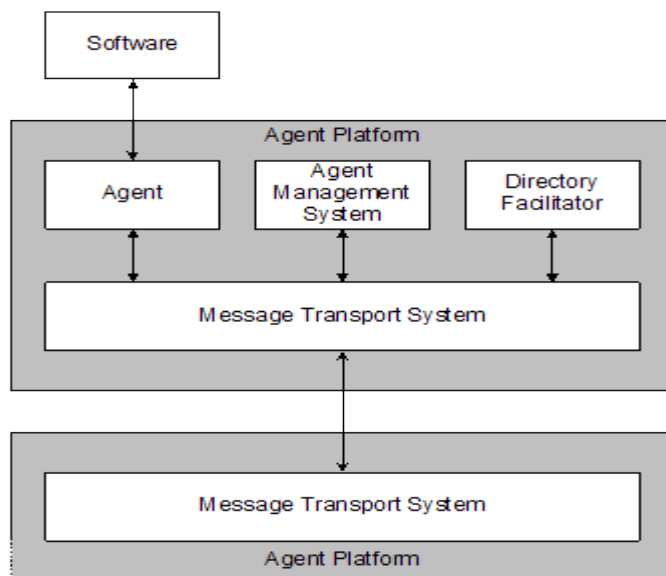 Software
Agent Platform
Agent
Agent
Management
System
Directory
Facilitator
Message Transport System
Message Transport System
Agent Platform